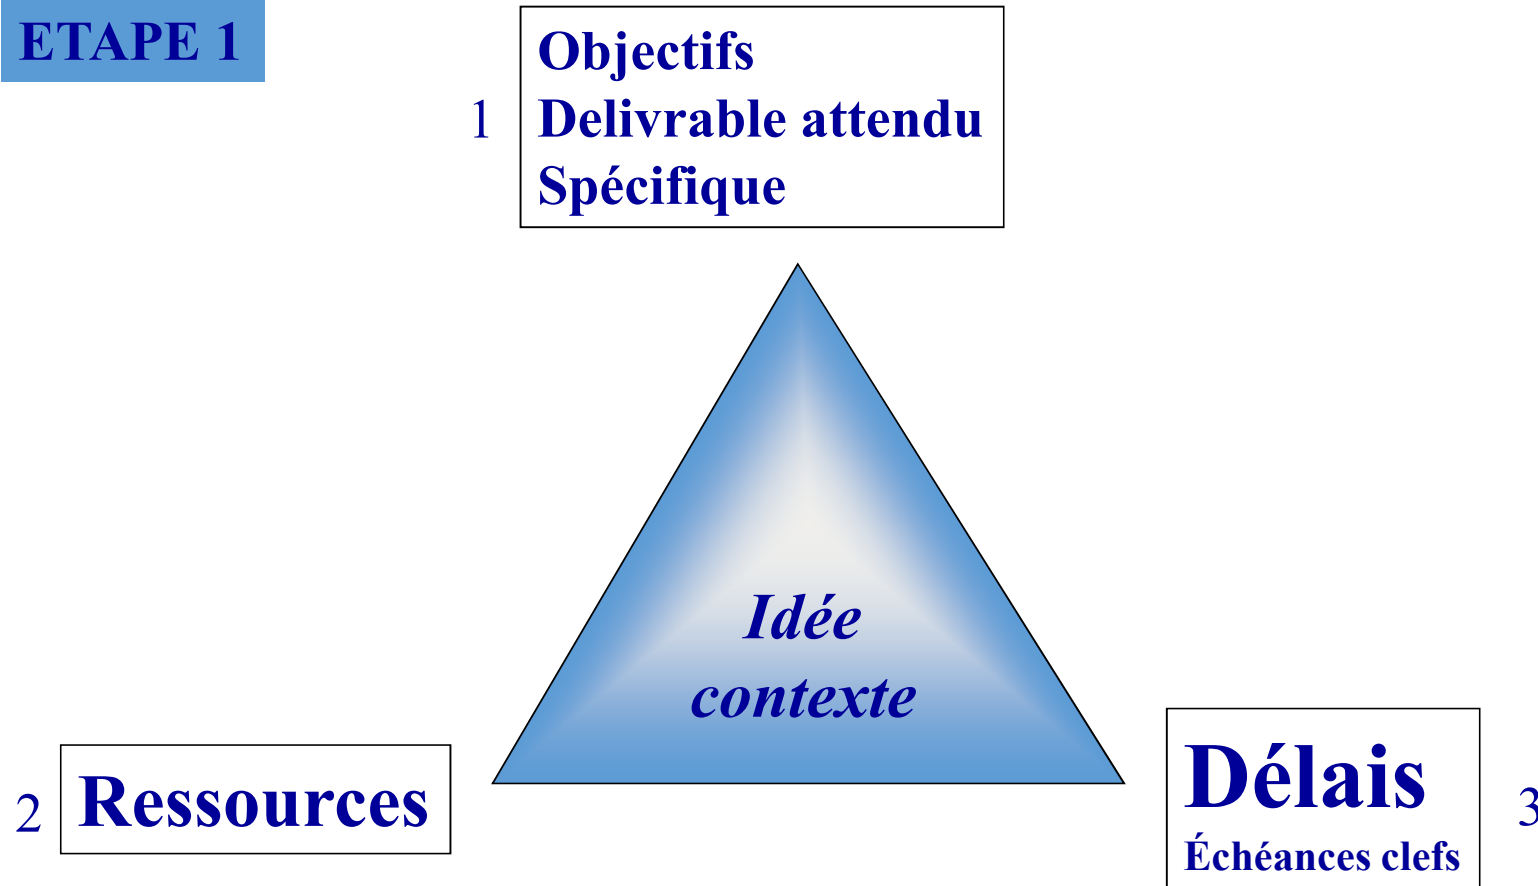 ETAPE 1
Objectifs
1
Delivrable attendu
Spécifique
Idée
contexte
2
Ressources
Délais
3
Échéances clefs